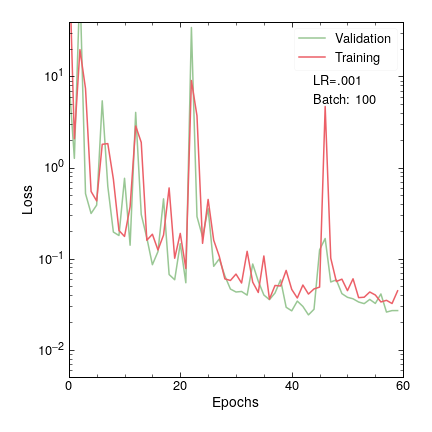 Validation
Training
LR=.001
Batch: 100
10^1
10^0
10^−1
10^−2
Loss
0 20 40 60
Epochs